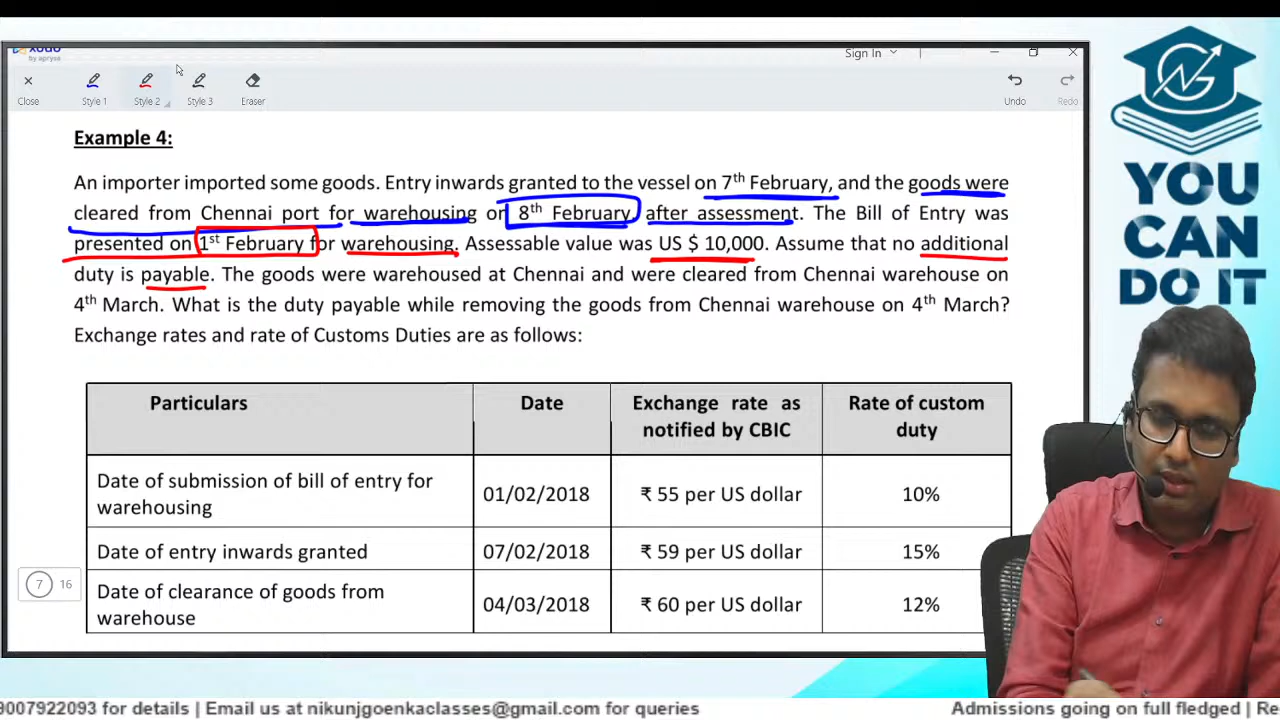 xodo
by apryse
Sign In
Close
Style 1
Style 2
Style 3
Eraser
Undo
Redo
Example 4:
An importer imported some goods. Entry inwards granted to the vessel on 7th February, and the goods were
cleared from Chennai port for warehousing on 8th February, after assessment. The Bill of Entry was
presented on 1st February for warehousing. Assessable value was US $ 10,000. Assume that no additional
duty is payable. The goods were warehoused at Chennai and were cleared from Chennai warehouse on
4th March. What is the duty payable while removing the goods from Chennai warehouse on 4th March?
Exchange rates and rate of Customs Duties are as follows:
Particulars Date Exchange rate as Rate of custom
notified by CBIC duty
Date of submission of bill of entry for
warehousing 01/02/2018 ₹ 55 per US dollar 10%
Date of entry inwards granted 07/02/2018 ₹ 59 per US dollar 15%
Date of clearance of goods from
warehouse 04/03/2018 ₹ 60 per US dollar 12%
7 16
YOU
CAN
DO IT
9007922093 for details | Email us at nikunjgoenkaclasses@gmail.com for queries
Admissions going on full fledged | Re